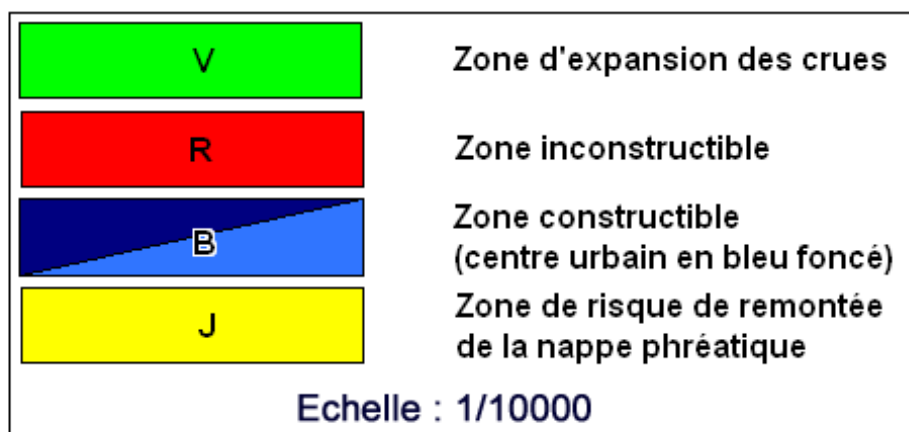 V Zone d'expansion des crues
R Zone inconstructible
B Zone constructible
(centre urbain en bleu foncé)
J Zone de risque de remontée
de la nappe phréatique
Echelle : 1/10000